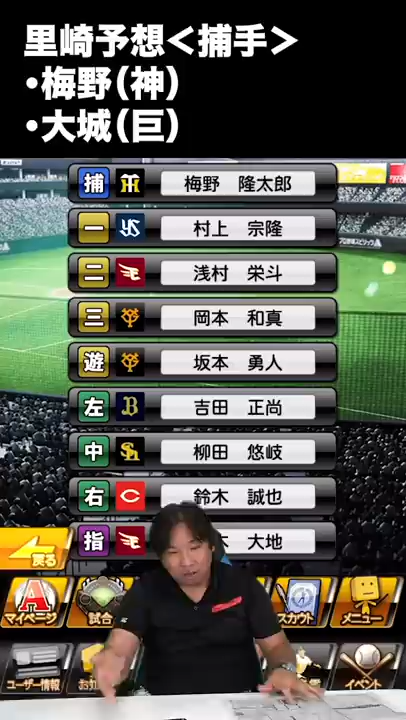 里崎予想＜捕手＞
・梅野（神）
・大城（巨）
捕 梅野 隆太郎
一 村上 宗隆
二 浅村 栄斗
三 岡本 和真
遊 坂本 勇人
左 B 吉田 正尚
中 柳田 悠岐
右 C 鈴木 誠也
指 大地
戻る
マイページ 試合 スカウト メニュー
ユーザー情報 お知 イベント